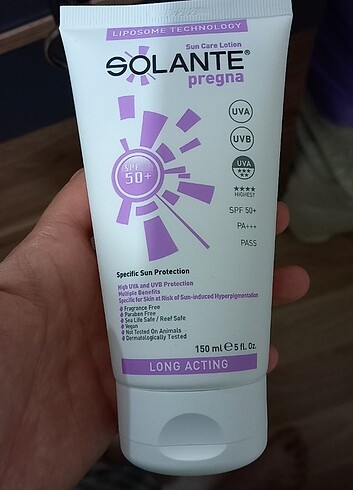 LIPOSOME TECHNOLOGY
Sun Care Lotion
SOLANTE®
pregna
SPF
50+
UVA
UVB
UVA
★★★
★★
★★★★
HIGHEST
SPF 50+
PA+++
PASS
Specific Sun Protection
High UVA and UVB Protection
Multiple Benefits
Specific for Skin at Risk of Sun-induced Hyperpigmentation
Fragrance Free
Paraben Free
Sea Life Safe / Reef Safe
Vegan
Not Tested On Animals
Dermatologically Tested
150 ml ℮ 5 fl. Oz.
LONG ACTING